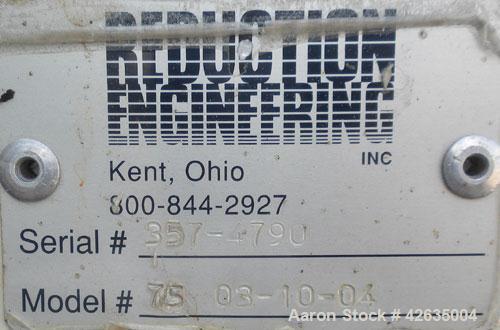 REDUCTION
ENGINEERING
INC
Kent, Ohio
800-844-2927
Serial # 357-4790
Model # 75 03-10-04
Aaron Stock # 42635004